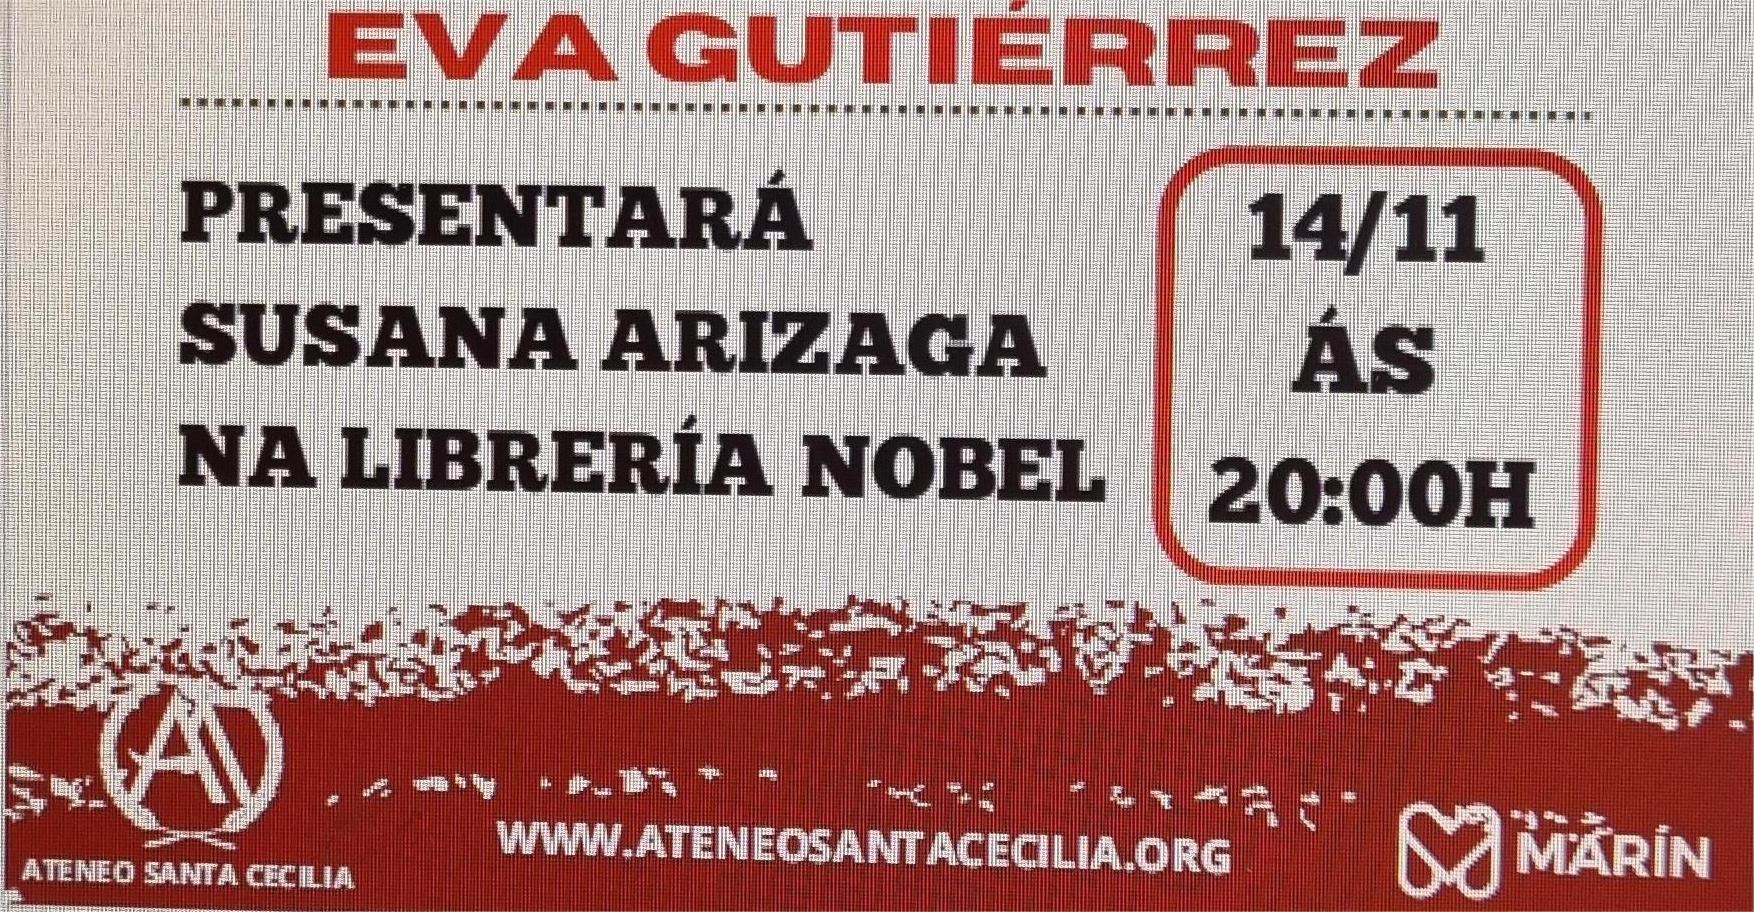 EVA GUTIÉRREZ
PRESENTARÁ
SUSANA ARIZAGA
NA LIBRERÍA NOBEL
14/11
ÁS
20:00H
ATENEO SANTA CECILIA
WWW.ATENEOSANTACECILIA.ORG
MARÍN